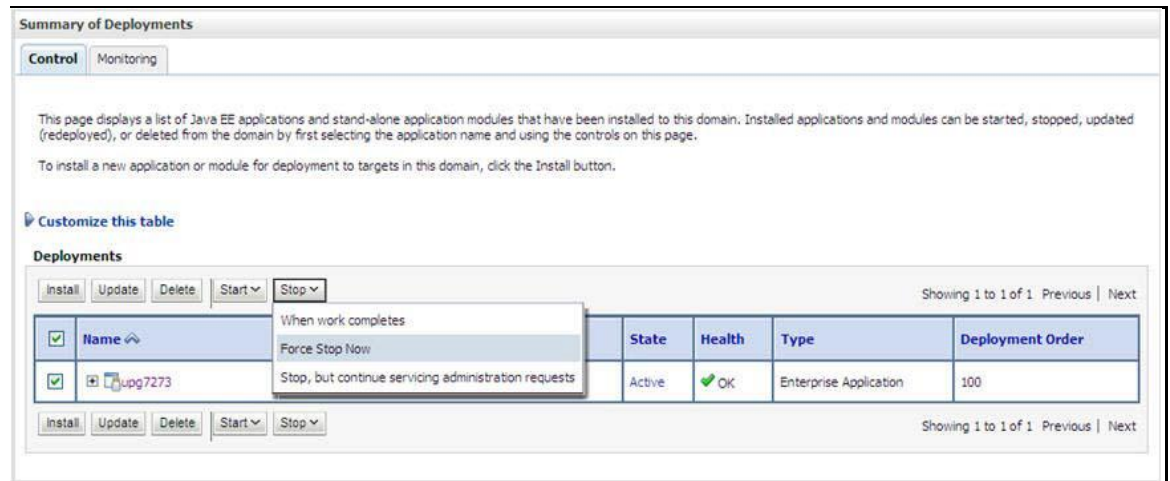 Summary of Deployments
Control Monitoring
This page displays a list of Java EE applications and stand-alone application modules that have been installed to this domain. Installed applications and modules can be started, stopped, updated
(redeployed), or deleted from the domain by first selecting the application name and using the controls on this page.
To install a new application or module for deployment to targets in this domain, click the Install button.
Customize this table
Deployments
Install Update Delete Start Stop Showing 1 to 1 of 1 Previous | Next
When work completes
Name State Health Type Deployment Order
Force Stop Now
upg7273 Active OK Enterprise Application 100
Stop, but continue servicing administration requests
Install Update Delete Start Stop Showing 1 to 1 of 1 Previous | Next